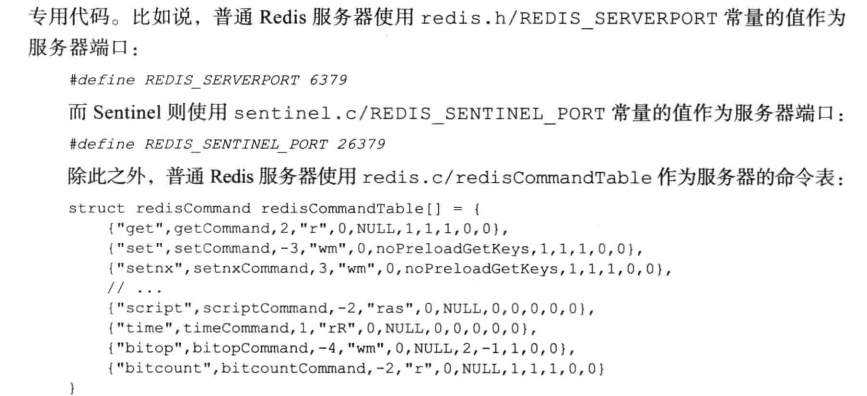 专用代码。比如说，普通 Redis 服务器使用 redis.h/REDIS_SERVERPORT 常量的值作为
服务器端口：
#define REDIS_SERVERPORT 6379
而 Sentinel 则使用 sentinel.c/REDIS_SENTINEL_PORT 常量的值作为服务器端口：
#define REDIS_SENTINEL_PORT 26379
除此之外，普通 Redis 服务器使用 redis.c/redisCommandTable 作为服务器的命令表：
struct redisCommand redisCommandTable[] = {
    {"get",getCommand,2,"r",0,NULL,1,1,1,0,0},
    {"set",setCommand,-3,"wm",0,noPreloadGetKeys,1,1,1,0,0},
    {"setnx",setnxCommand,3,"wm",0,noPreloadGetKeys,1,1,1,0,0},
    // ...
    {"script",scriptCommand,-2,"ras",0,NULL,0,0,0,0,0},
    {"time",timeCommand,1,"rR",0,NULL,0,0,0,0,0},
    {"bitop",bitopCommand,-4,"wm",0,NULL,2,-1,1,0,0},
    {"bitcount",bitcountCommand,-2,"r",0,NULL,1,1,1,0,0}
}